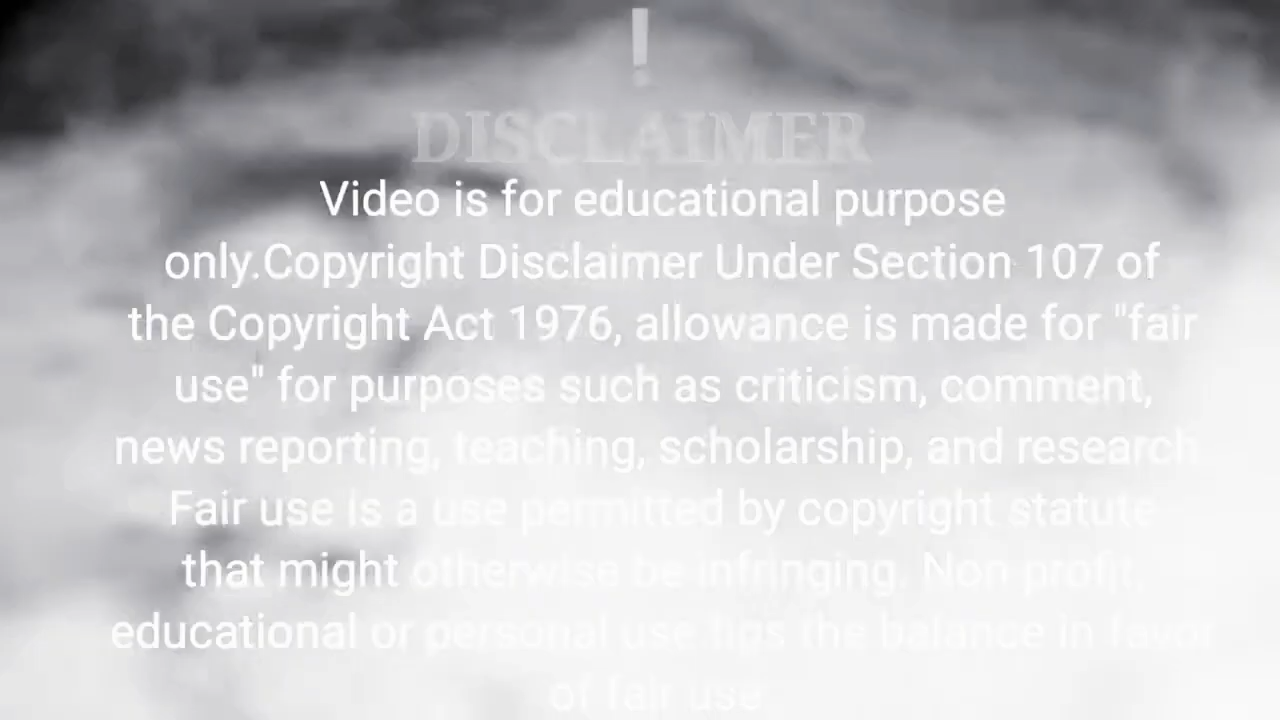 !
DISCLAIMER
Video is for educational purpose
only.Copyright Disclaimer Under Section 107 of
the Copyright Act 1976, allowance is made for "fair
use" for purposes such as criticism, comment,
news reporting, teaching, scholarship, and research
Fair use is a use permitted by copyright statute
that might otherwise be infringing. Non profit,
educational or personal use tips the balance in favor
of fair use